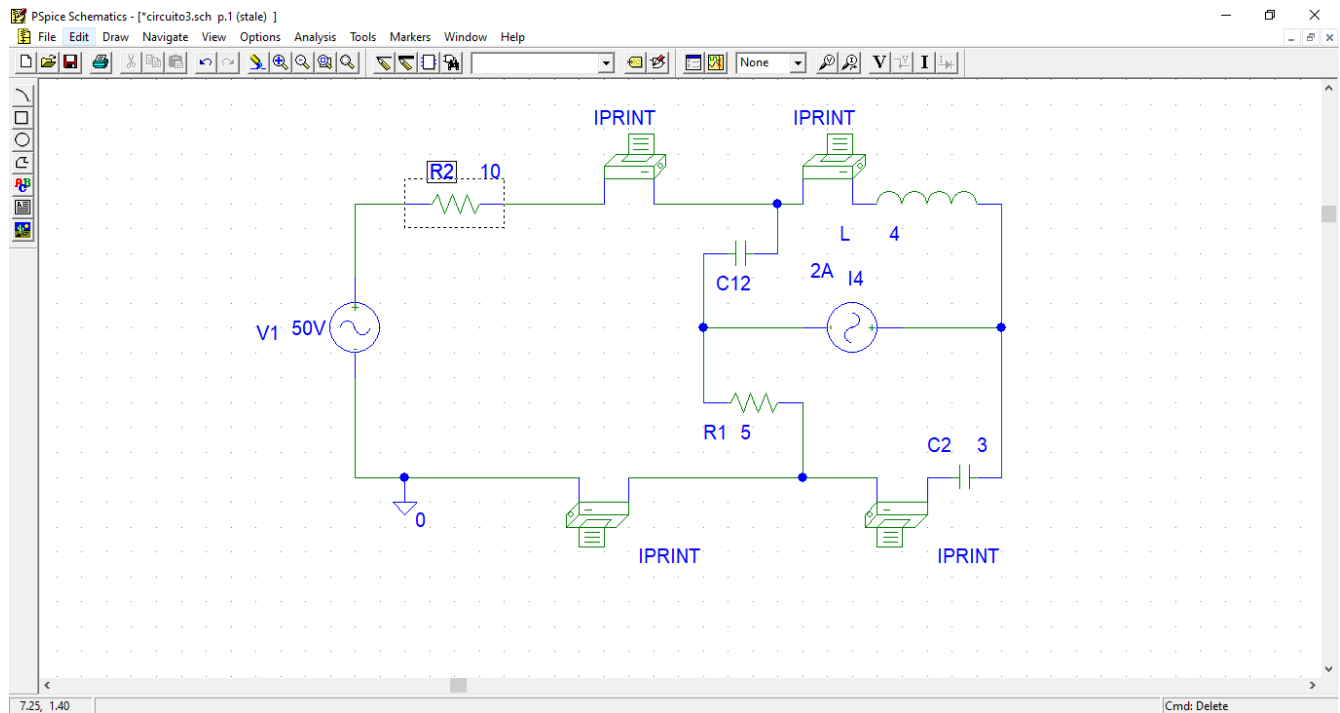 PSpice Schematics - [*circuito3.sch p.1 (stale) ]
File Edit Draw Navigate View Options Analysis Tools Markers Window Help
None V V I
ABC
IPRINT IPRINT
R2 10
L 4
C12
2A I4
V1 50V + -
- +
R1 5
C2 3
0
IPRINT IPRINT
7.25, 1.40 Cmd: Delete